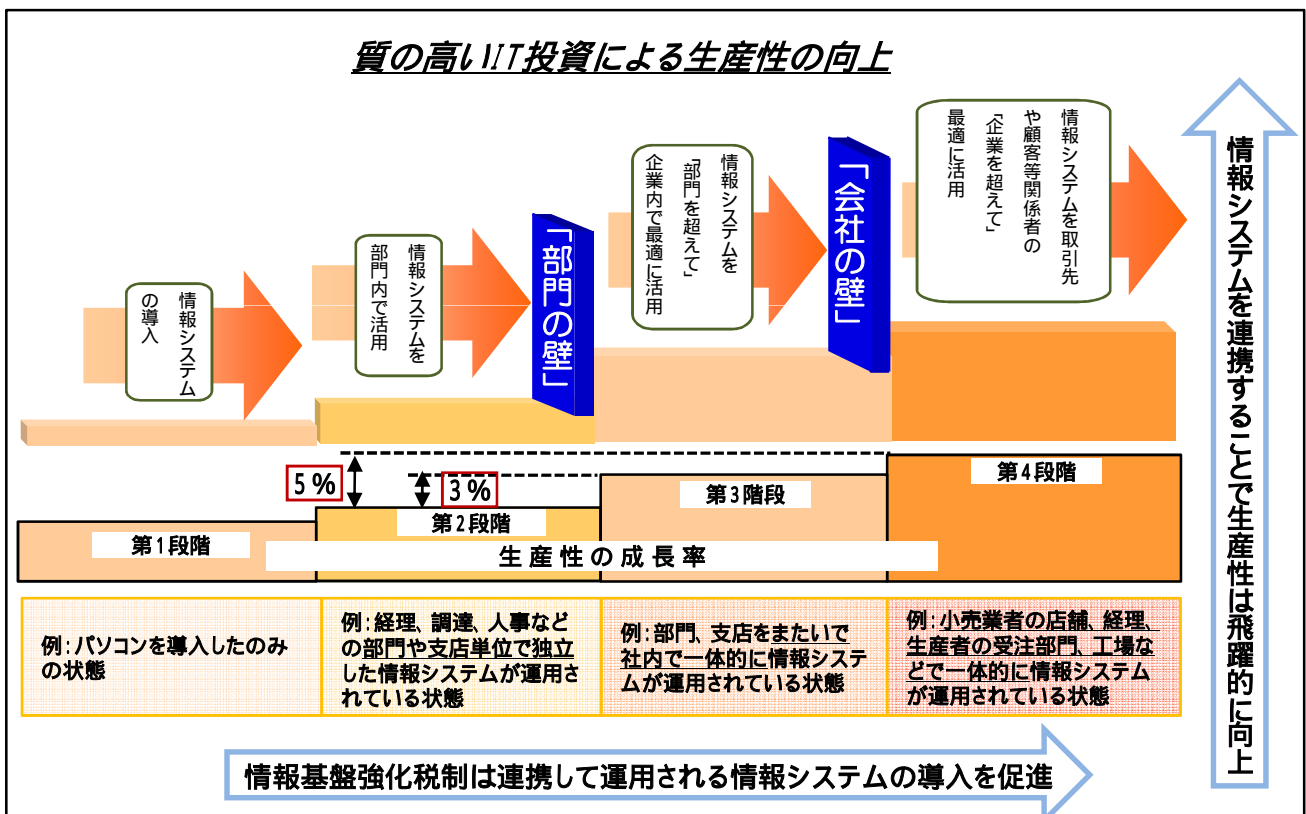 質の高いIT投資による生産性の向上
情報システム
の導入
情報システムを
部門内で活用
「部門の壁」
情報システムを
「部門を超えて」
企業内で最適に活用
「会社の壁」
情報システムを取引先
や顧客等関係者の
「企業を超えて」
最適に活用
情報システムを連携することで生産性は飛躍的に向上
5%
3%
第1段階
第2段階
第3階段
第4段階
生産性の成長率
例:パソコンを導入したのみ
の状態
例:経理、調達、人事など
の部門や支店単位で独立
した情報システムが運用さ
れている状態
例:部門、支店をまたいで
社内で一体的に情報システ
ムが運用されている状態
例:小売業者の店舗、経理、
生産者の受注部門、工場な
どで一体的に情報システム
が運用されている状態
情報基盤強化税制は連携して運用される情報システムの導入を促進